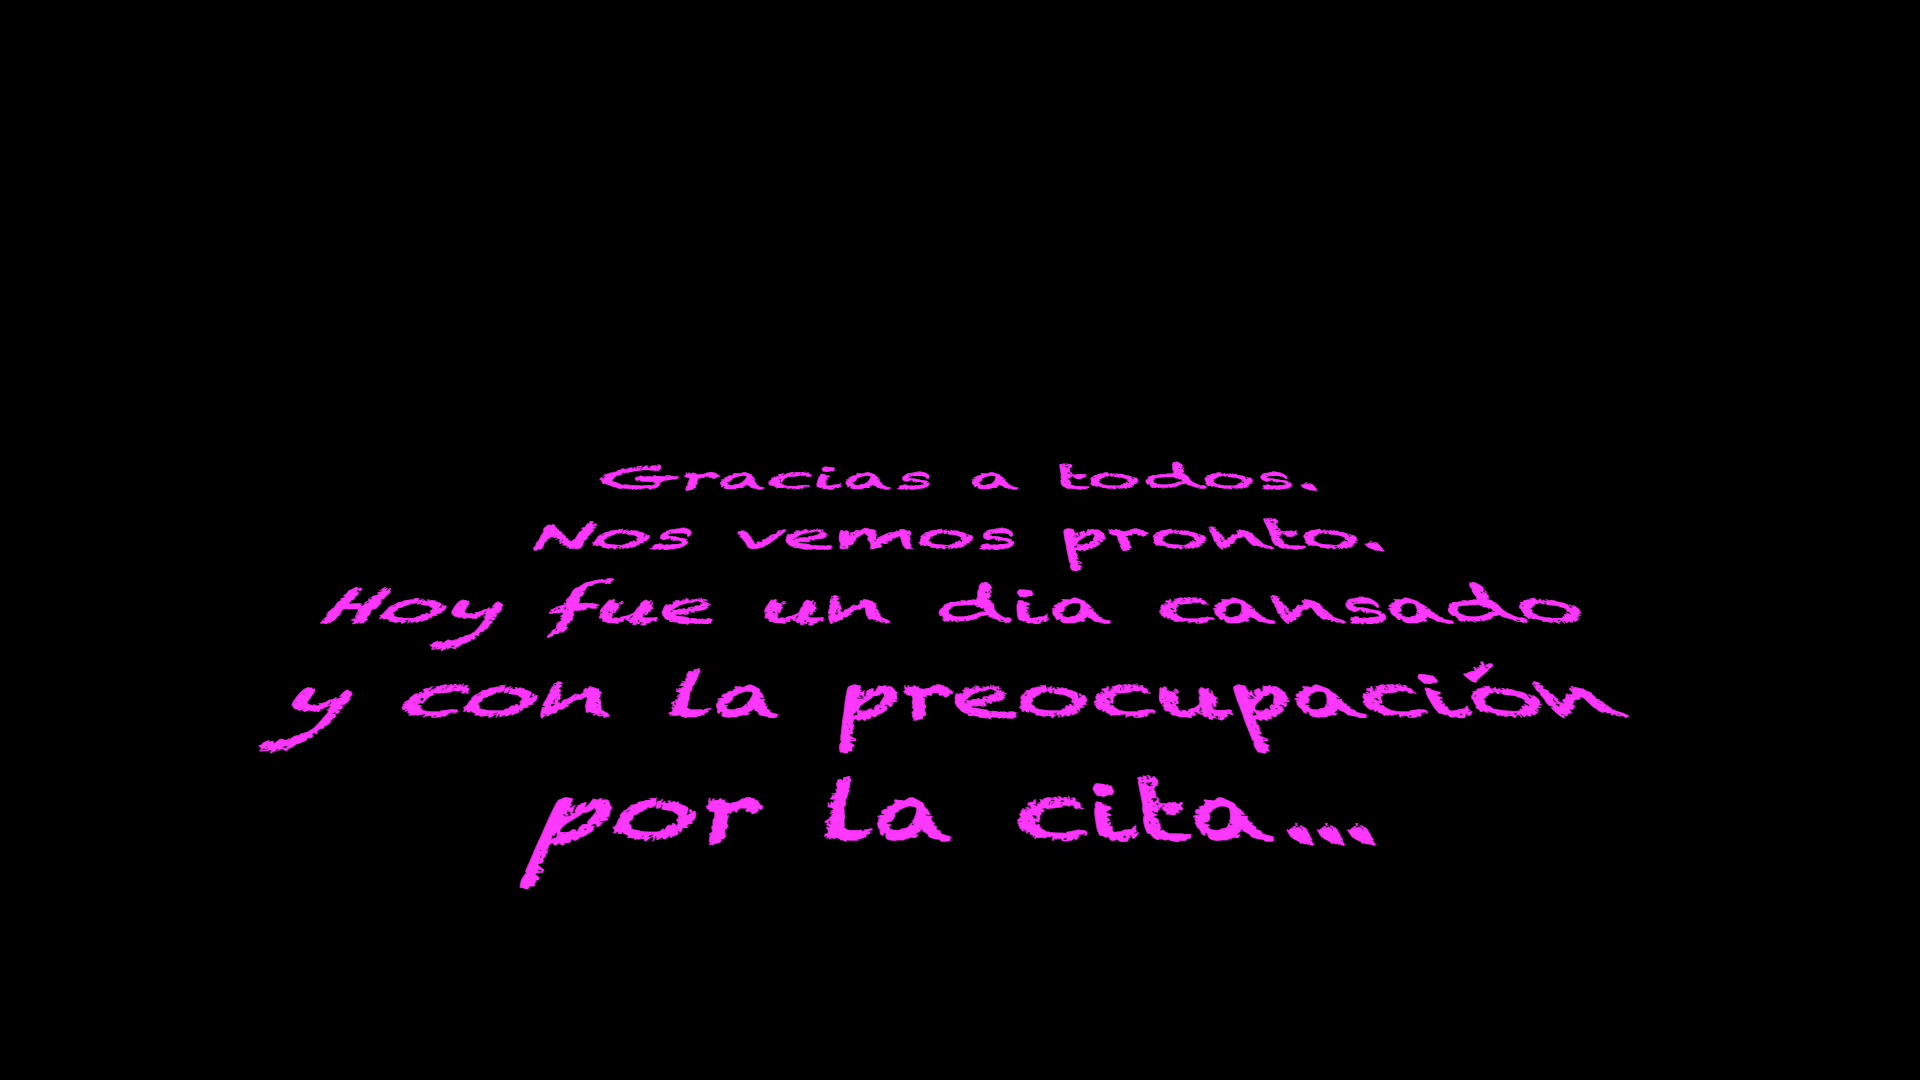 Gracias a todos.
Nos vemos pronto.
Hoy fue un dia cansado
y con la preocupación
por la cita...